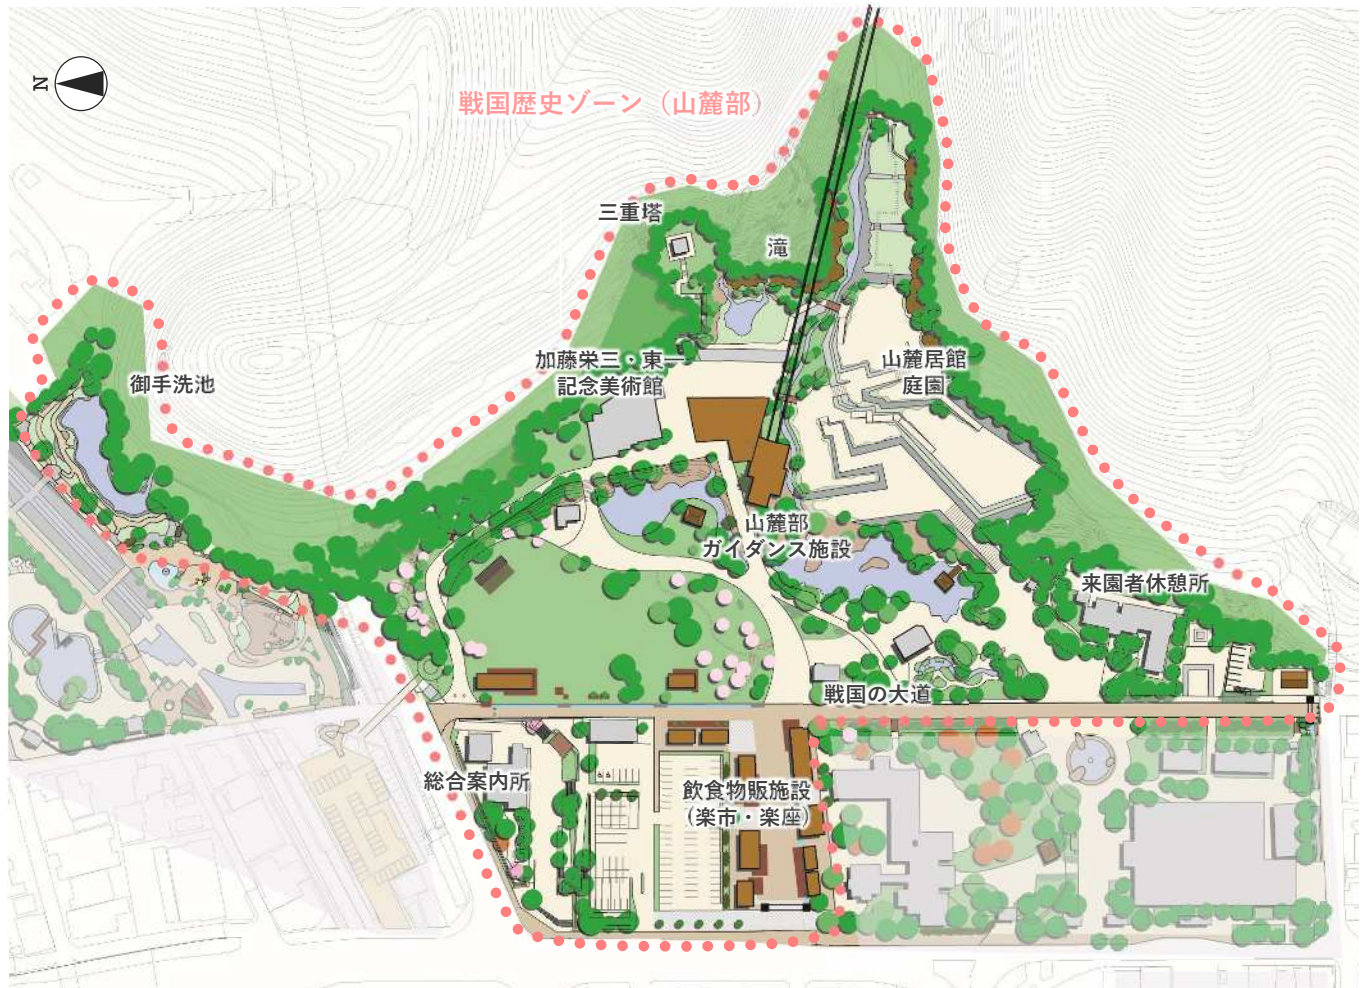 N
戦国歴史ゾーン（山麓部）
三重塔
滝
加藤栄三・東一
記念美術館
山麓居館
庭園
御手洗池
山麓部
ガイダンス施設
来園者休憩所
戦国の大道
総合案内所
飲食物販施設
（楽市・楽座）